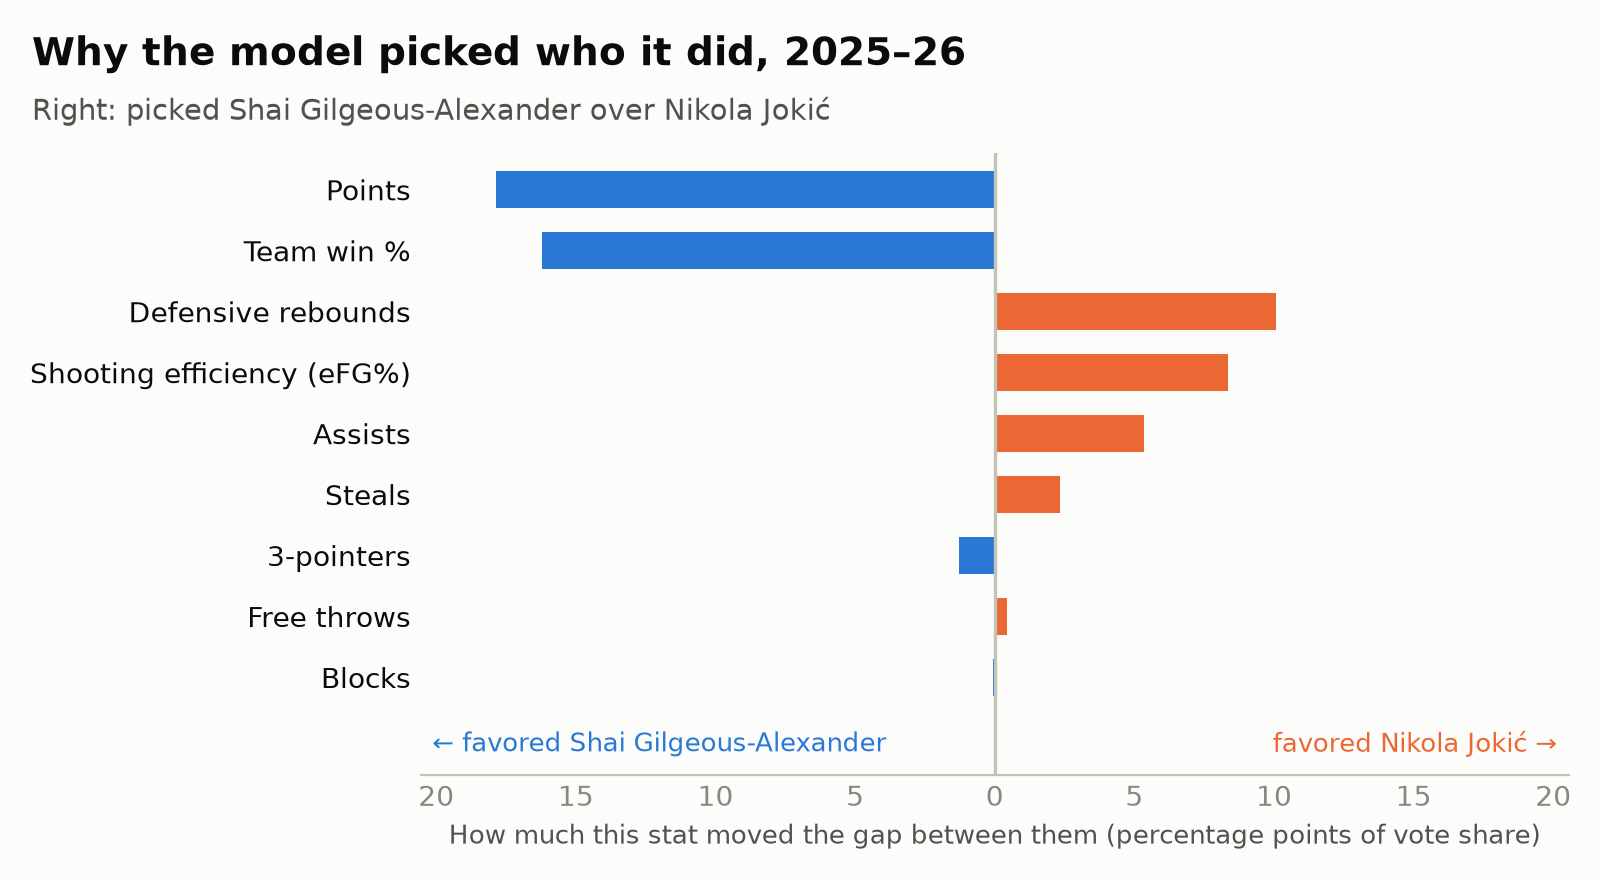 Why the model picked who it did, 2025–26
Right: picked Shai Gilgeous-Alexander over Nikola Jokić
Points
Team win %
Defensive rebounds
Shooting efficiency (eFG%)
Assists
Steals
3-pointers
Free throws
Blocks
← favored Shai Gilgeous-Alexander favored Nikola Jokić →
20 15 10 5 0 5 10 15 20
How much this stat moved the gap between them (percentage points of vote share)